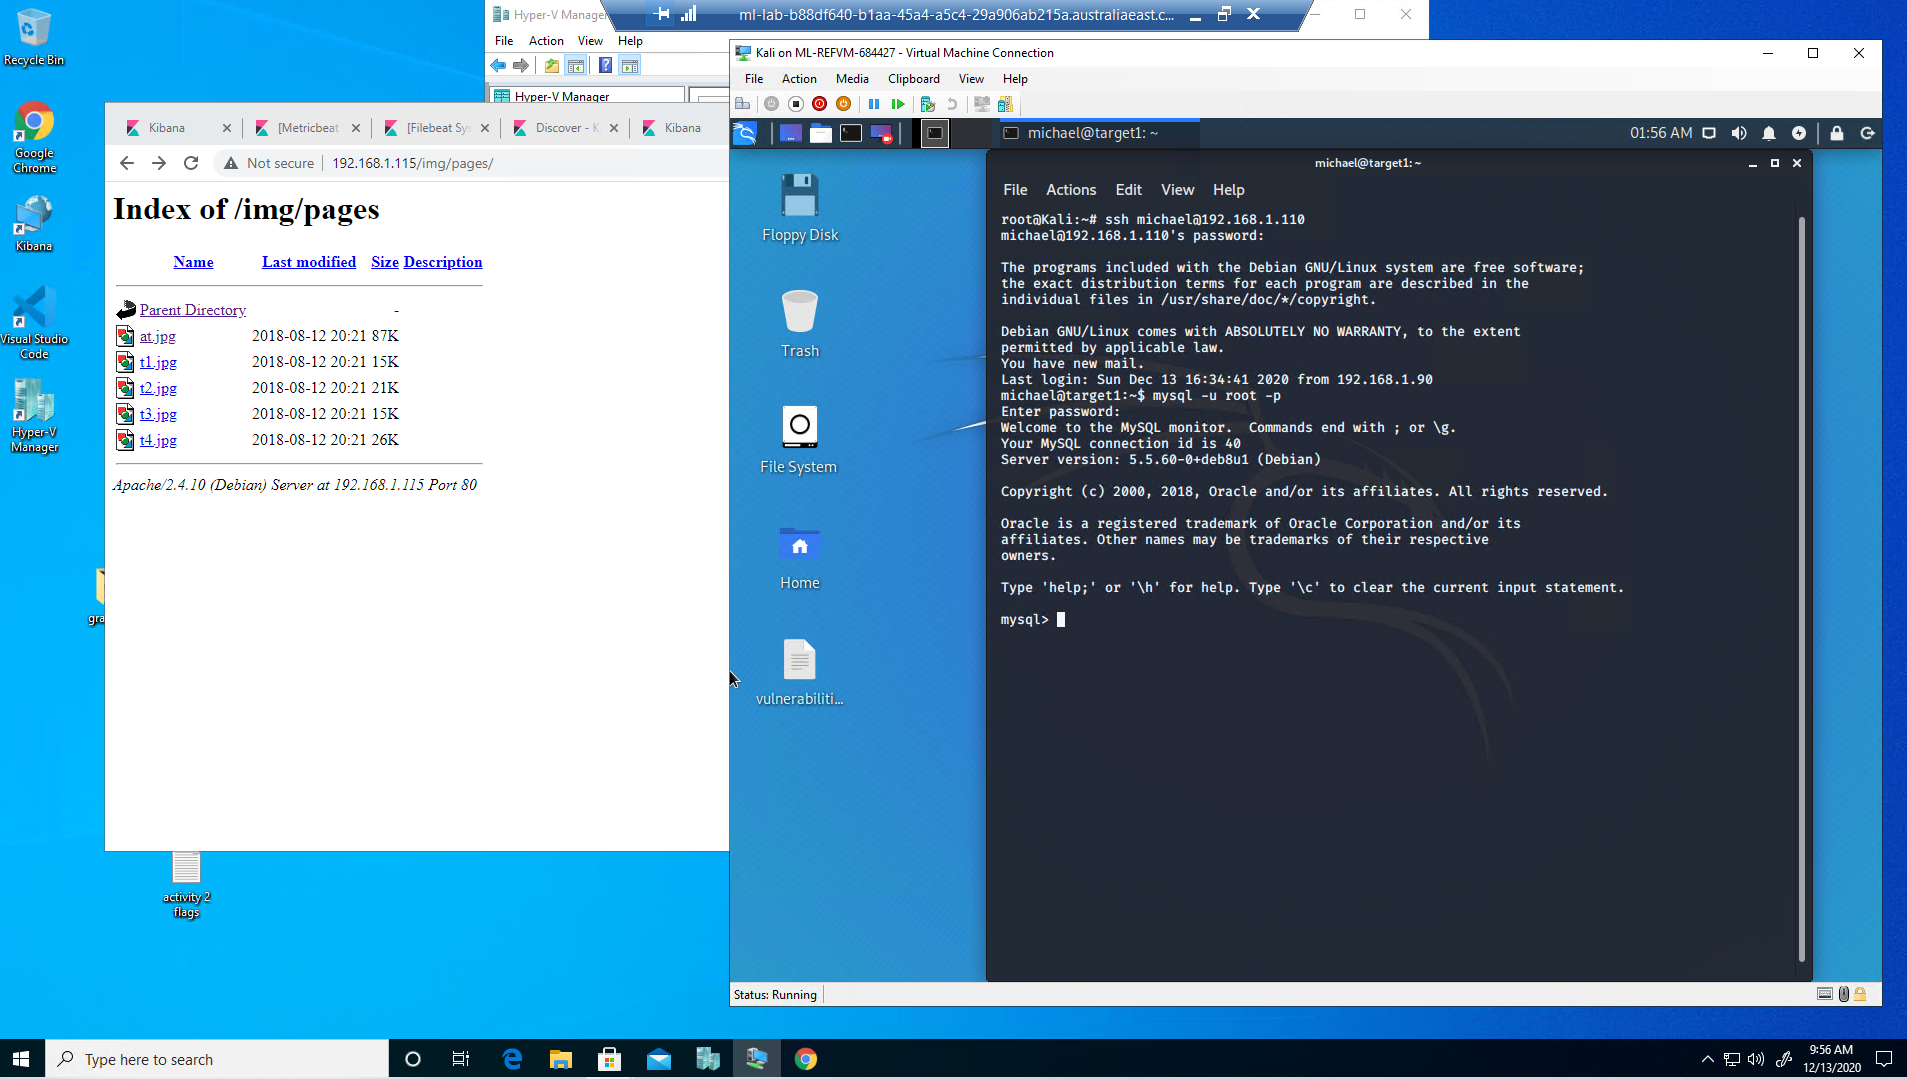 Recycle Bin
Google
Chrome
Kibana
Visual Studio
Code
Hyper-V
Manager
activity 2
flags
Hyper-V Manager
File Action View Help
Hyper-V Manager
ml-lab-b88df640-b1aa-45a4-a5c4-29a906ab215a.australiaeast.c...
Kibana
[Metricbeat
[Filebeat Sys
Discover - K
Kibana
Not secure 192.168.1.115/img/pages/
Index of /img/pages
Name Last modified Size Description
Parent Directory -
at.jpg 2018-08-12 20:21 87K
t1.jpg 2018-08-12 20:21 15K
t2.jpg 2018-08-12 20:21 21K
t3.jpg 2018-08-12 20:21 15K
t4.jpg 2018-08-12 20:21 26K
Apache/2.4.10 (Debian) Server at 192.168.1.115 Port 80
Kali on ML-REFVM-684427 - Virtual Machine Connection
File Action Media Clipboard View Help
michael@target1: ~
01:56 AM
Floppy Disk
Trash
File System
Home
vulnerabiliti...
michael@target1: ~
File Actions Edit View Help
root@Kali:~# ssh michael@192.168.1.110
michael@192.168.1.110's password:
The programs included with the Debian GNU/Linux system are free software;
the exact distribution terms for each program are described in the
individual files in /usr/share/doc/*/copyright.
Debian GNU/Linux comes with ABSOLUTELY NO WARRANTY, to the extent
permitted by applicable law.
You have new mail.
Last login: Sun Dec 13 16:34:41 2020 from 192.168.1.90
michael@target1:~$ mysql -u root -p
Enter password:
Welcome to the MySQL monitor.  Commands end with ; or \g.
Your MySQL connection id is 40
Server version: 5.5.60-0+deb8u1 (Debian)
Copyright (c) 2000, 2018, Oracle and/or its affiliates. All rights reserved.
Oracle is a registered trademark of Oracle Corporation and/or its
affiliates. Other names may be trademarks of their respective
owners.
Type 'help;' or '\h' for help. Type '\c' to clear the current input statement.
mysql>
Status: Running
Type here to search
9:56 AM
12/13/2020